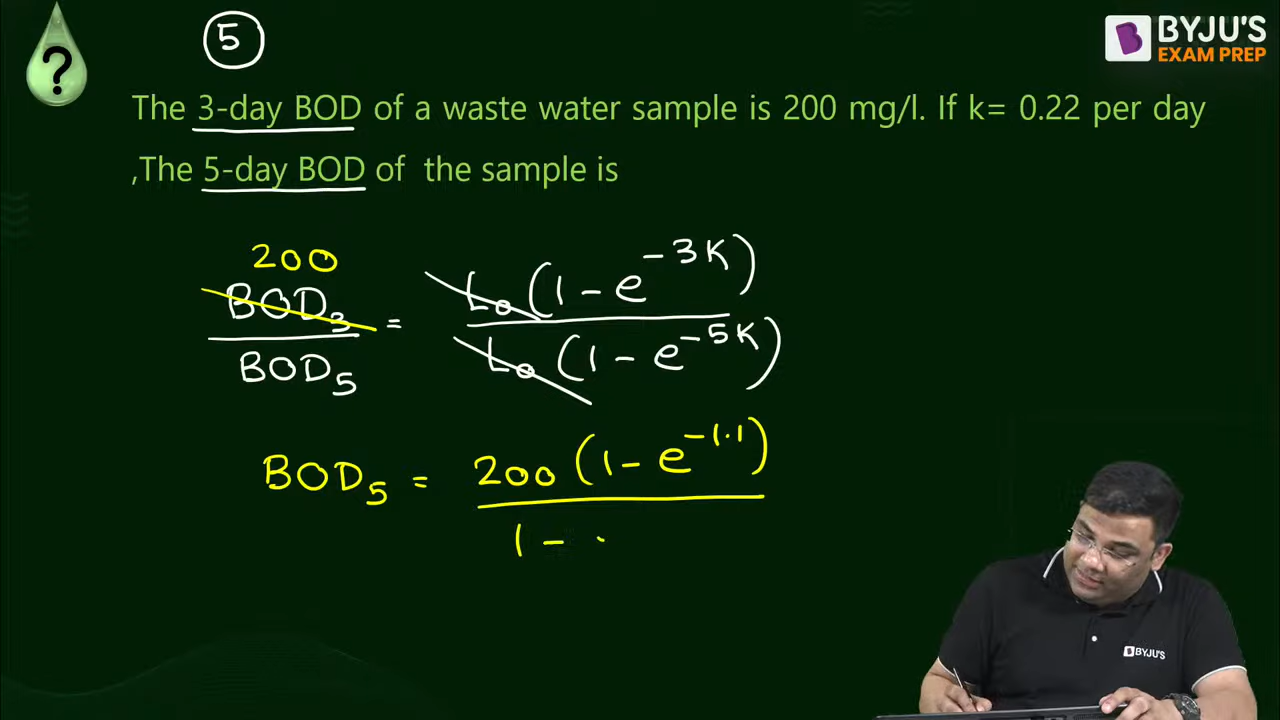 ?
5
BYJU'S
EXAM PREP
The 3-day BOD of a waste water sample is 200 mg/l. If k= 0.22 per day
,The 5-day BOD of the sample is
200
BOD₃ / BOD₅ = L₀(1 - e^-3K) / L₀(1 - e^-5K)
BOD₅ = 200(1 - e^-1.1) / 1 -
BYJU'S